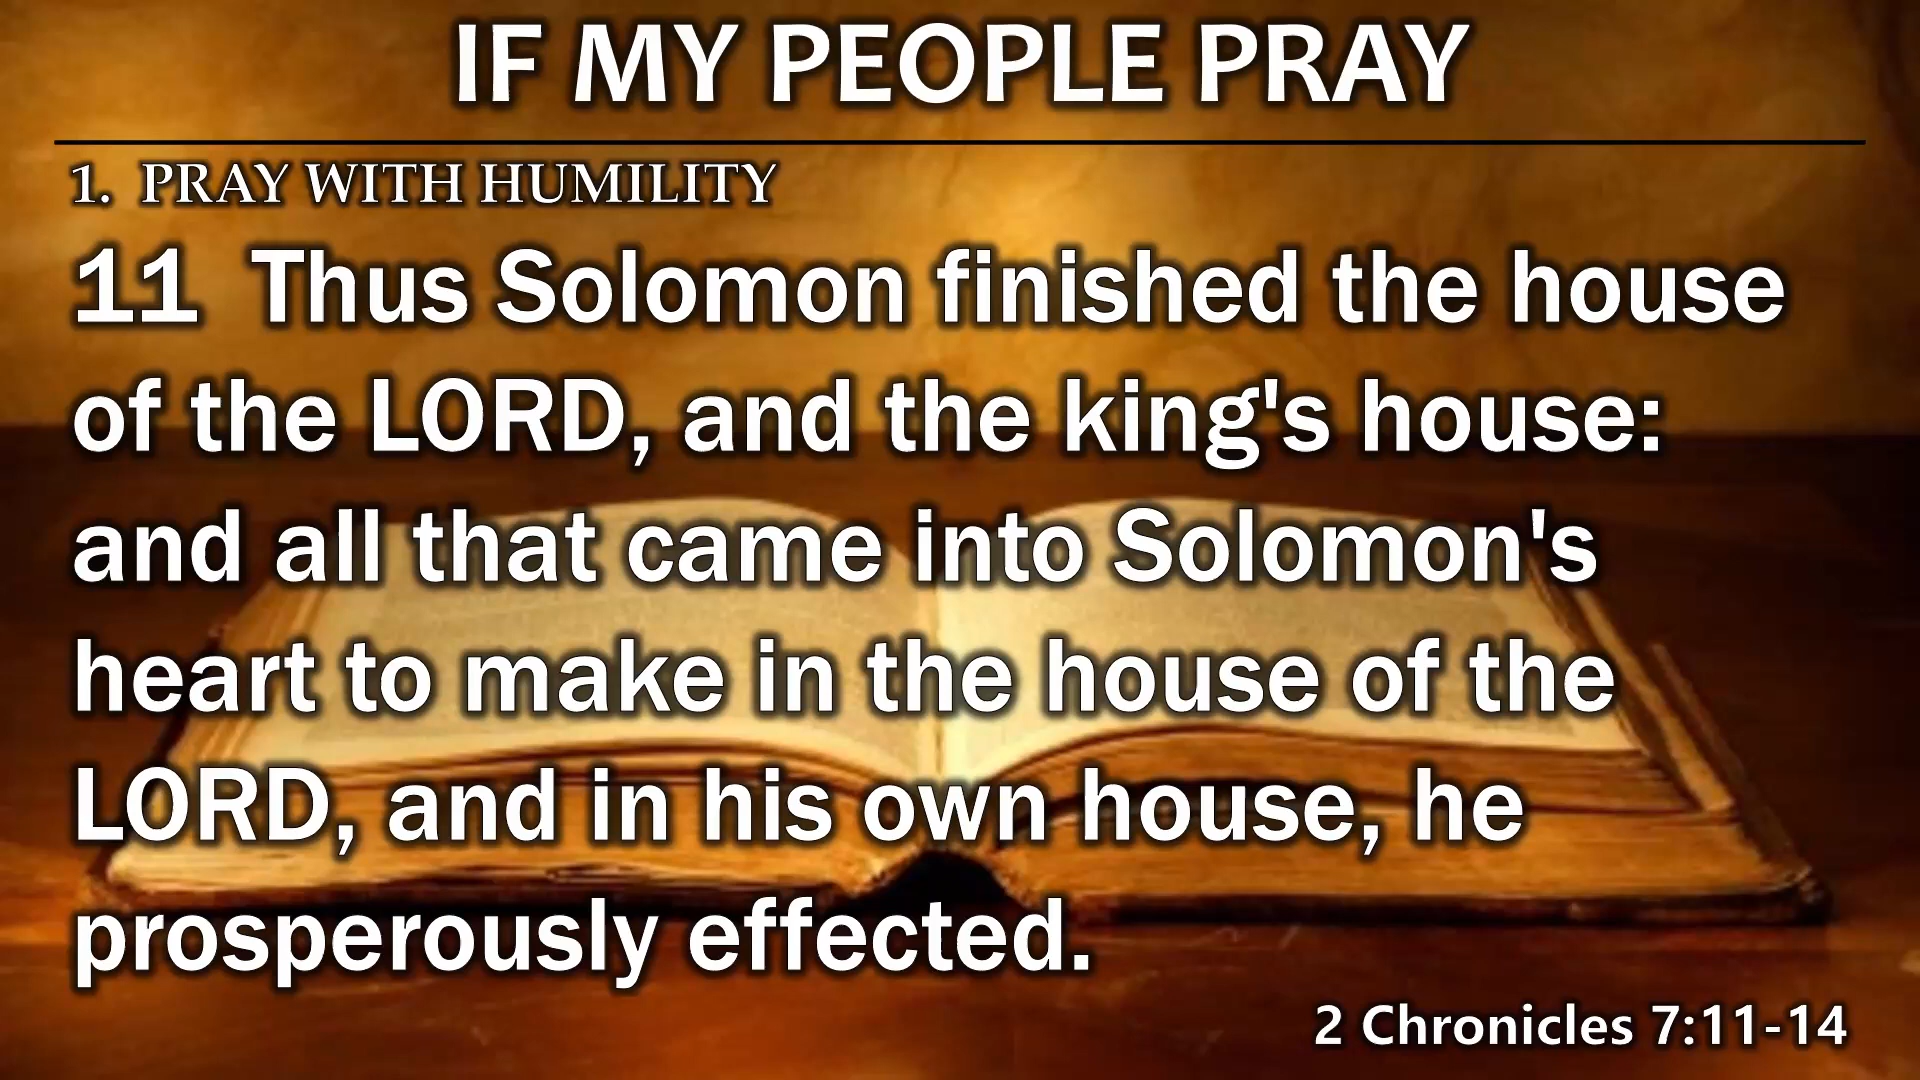 IF MY PEOPLE PRAY
1. PRAY WITH HUMILITY
11 Thus Solomon finished the house
of the LORD, and the king's house:
and all that came into Solomon's
heart to make in the house of the
LORD, and in his own house, he
prosperously effected.
2 Chronicles 7:11-14